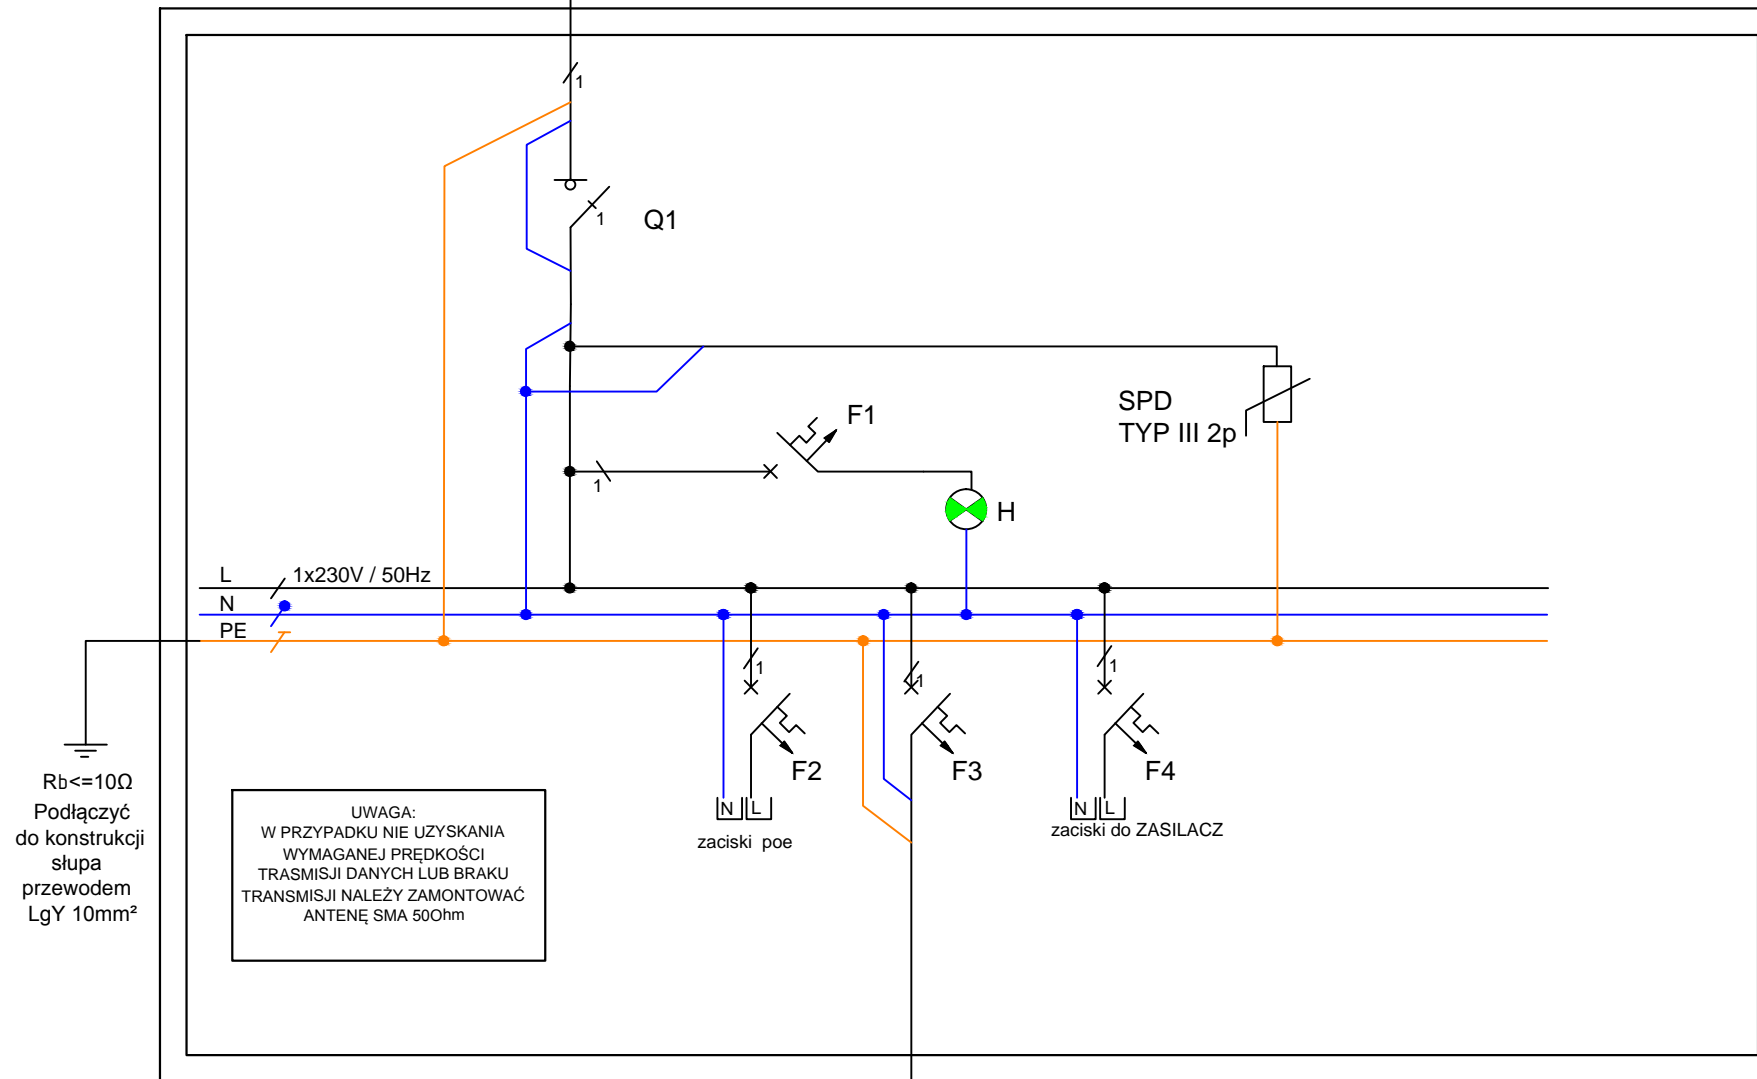 1
1
Q1
SPD
TYP III 2p
F1
1
H
L
1x230V / 50Hz
N
PE
1
1
1
F2
F3
F4
N L
zaciski poe
N L
zaciski do ZASILACZ
Rb<=10Ω
Podłączyć
do konstrukcji
słupa
przewodem
LgY 10mm²
UWAGA:
W PRZYPADKU NIE UZYSKANIA
WYMAGANEJ PRĘDKOŚCI
TRASMISJI DANYCH LUB BRAKU
TRANSMISJI NALEŻY ZAMONTOWAĆ
ANTENĘ SMA 50Ohm